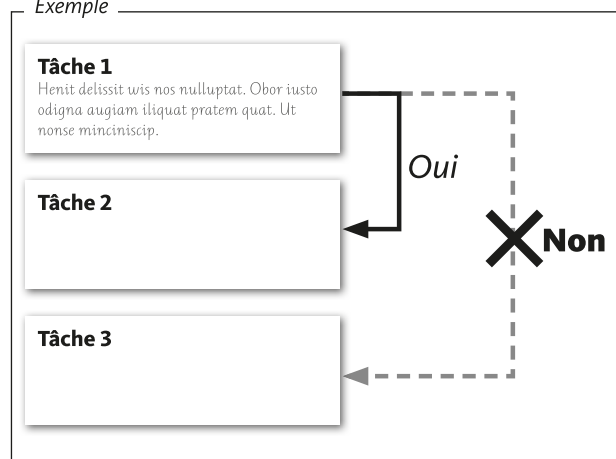 Exemple
Tâche 1
Henit delissit wis nos nulluptat. Obor iusto
odigna augiam iliquat pratem quat. Ut
nonse minciniscip.
Oui
Tâche 2
Non
Tâche 3